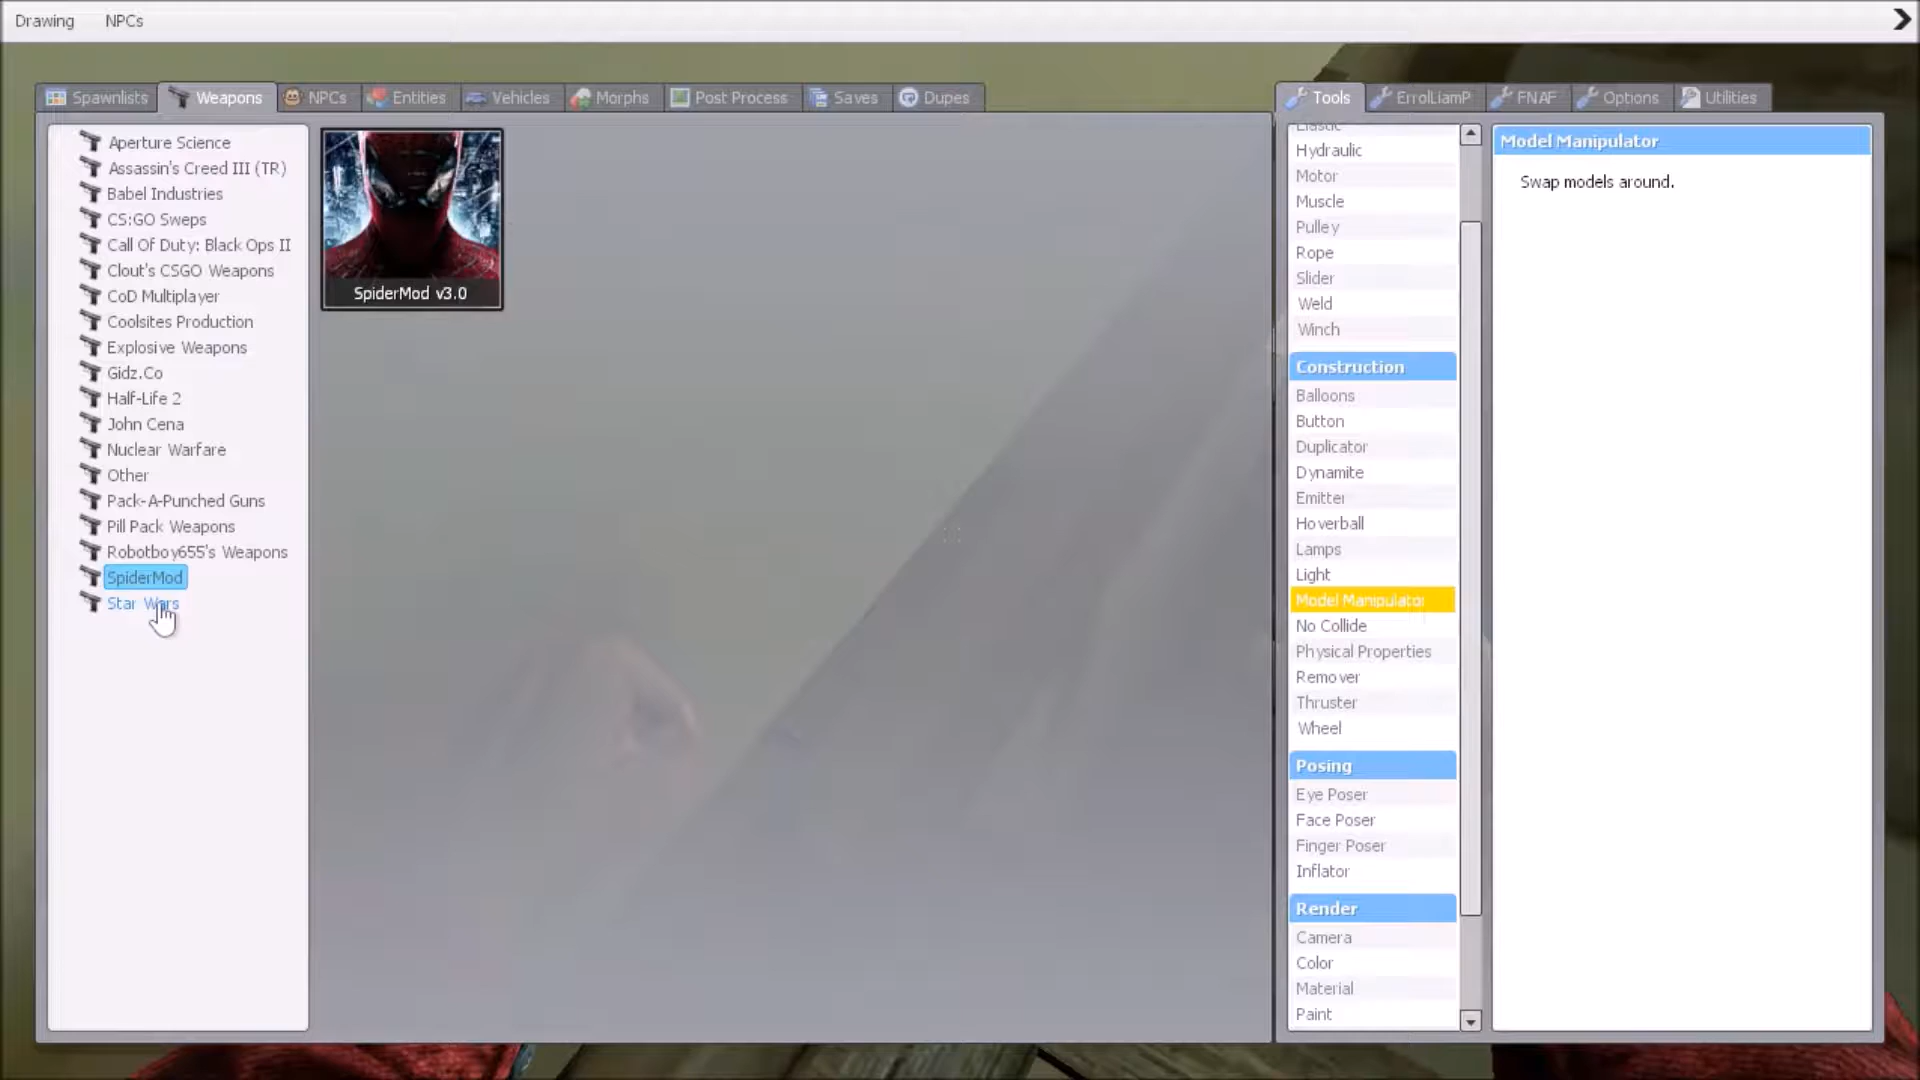 Drawing NPCs
Spawnlists Weapons NPCs Entities Vehicles Morphs Post Process Saves Dupes
Aperture Science
Assassin's Creed III (TR)
Babel Industries
CS:GO Sweps
Call Of Duty: Black Ops II
Clout's CSGO Weapons
CoD Multiplayer
Coolsites Production
Explosive Weapons
Gidz.Co
Half-Life 2
John Cena
Nuclear Warfare
Other
Pack-A-Punched Guns
Pill Pack Weapons
Robotboy655's Weapons
SpiderMod
Star Wars
SpiderMod v3.0
Tools ErrolLiamP FNAF Options Utilities
Elastic
Hydraulic
Motor
Muscle
Pulley
Rope
Slider
Weld
Winch
Construction
Balloons
Button
Duplicator
Dynamite
Emitter
Hoverball
Lamps
Light
Model Manipulator
No Collide
Physical Properties
Remover
Thruster
Wheel
Posing
Eye Poser
Face Poser
Finger Poser
Inflator
Render
Camera
Color
Material
Paint
Model Manipulator
Swap models around.